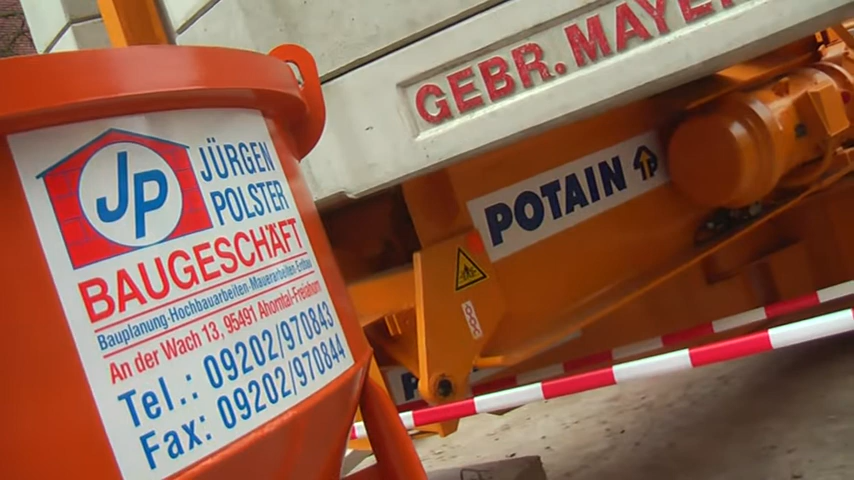 JP
JÜRGEN
POLSTER
BAUGESCHÄFT
Bauplanung-Hochbauarbeiten-Maurerarbeiten Erdbau
An der Wach 13, 95491 Ahorntal-Freiahorn
Tel.: 09202/970843
Fax: 09202/970844
GEBR. MAYER
POTAIN